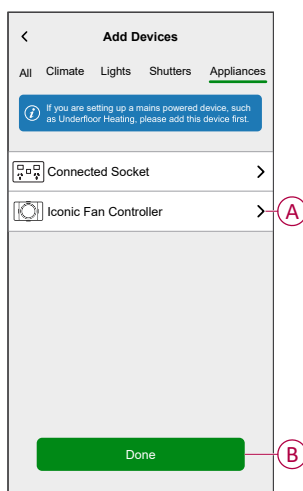 Add Devices
All Climate Lights Shutters Appliances
If you are setting up a mains powered device, such
as Underfloor Heating, please add this device first.
Connected Socket
Iconic Fan Controller
A
Done
B